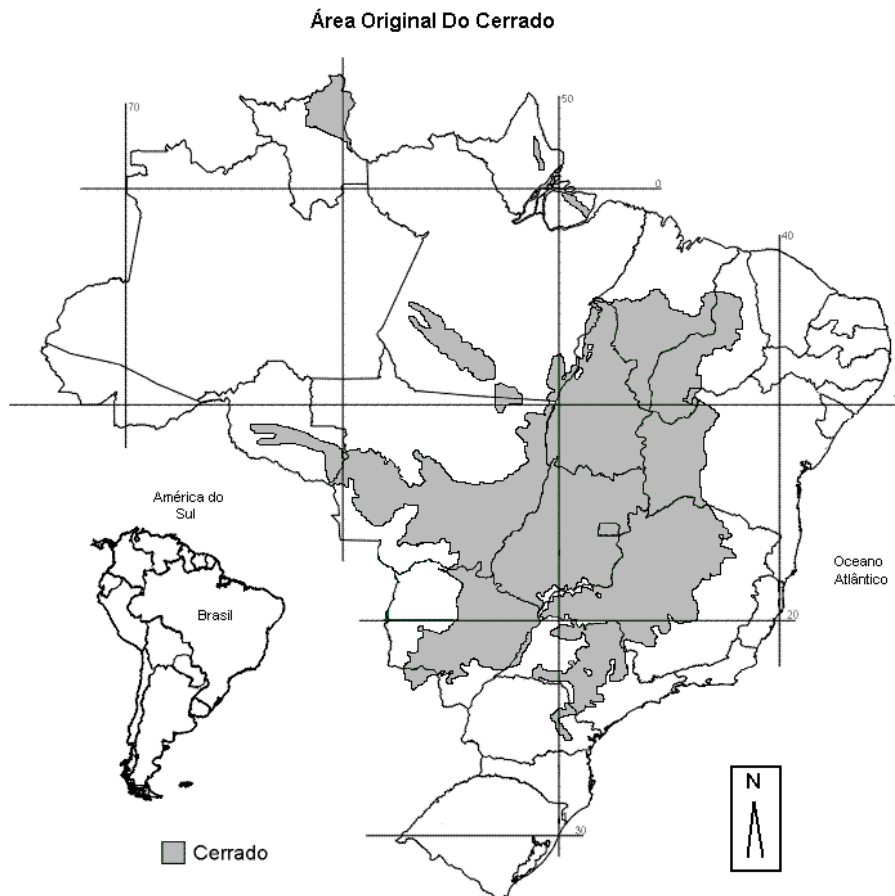 Área Original Do Cerrado
70
50
0
40
América do
Sul
Brasil
Oceano
Atlântico
20
N
30
Cerrado